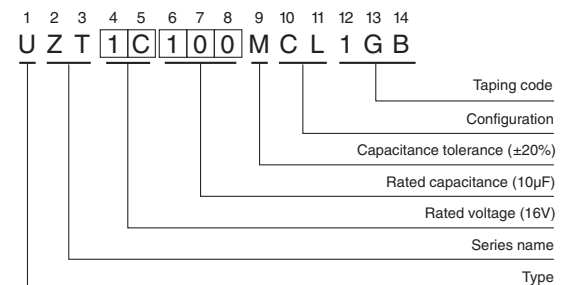 1 2 3 4 5 6 7 8 9 10 11 12 13 14
U Z T 1 C 1 0 0 M C L 1 G B
Taping code
Configuration
Capacitance tolerance (±20%)
Rated capacitance (10µF)
Rated voltage (16V)
Series name
Type